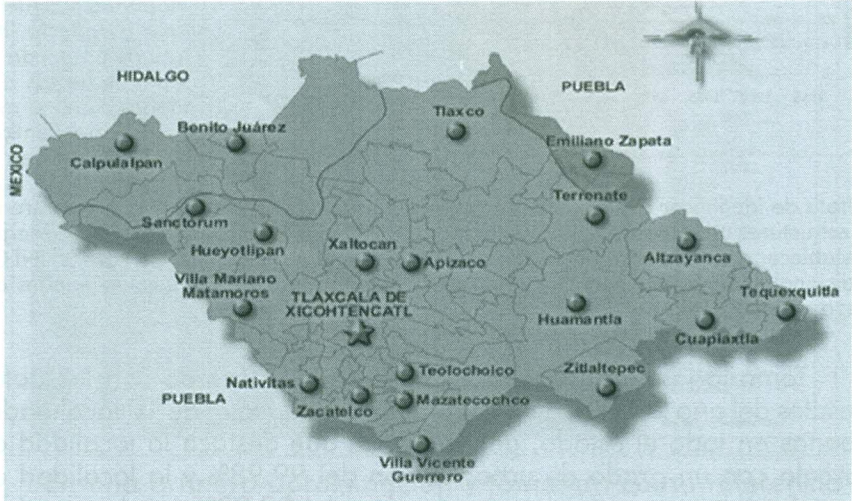 HIDALGO
PUEBLA
Tlaxco
Benito Juárez
Emiliano Zapata
Calpulalpan
MEXICO
Terrenate
Sanctorum
Hueyotlipan
Xaltocan
Apizaco
Altzayanca
Villa Mariano
Matamoros
TLAXCALA DE
XICOHTENCATL
Tequexquitla
Huamantla
Cuapiaxtla
Teolocholco
Zitlaltepec
Nativitas
PUEBLA
Zacatelco
Mazatecochco
Villa Vicente
Guerrero